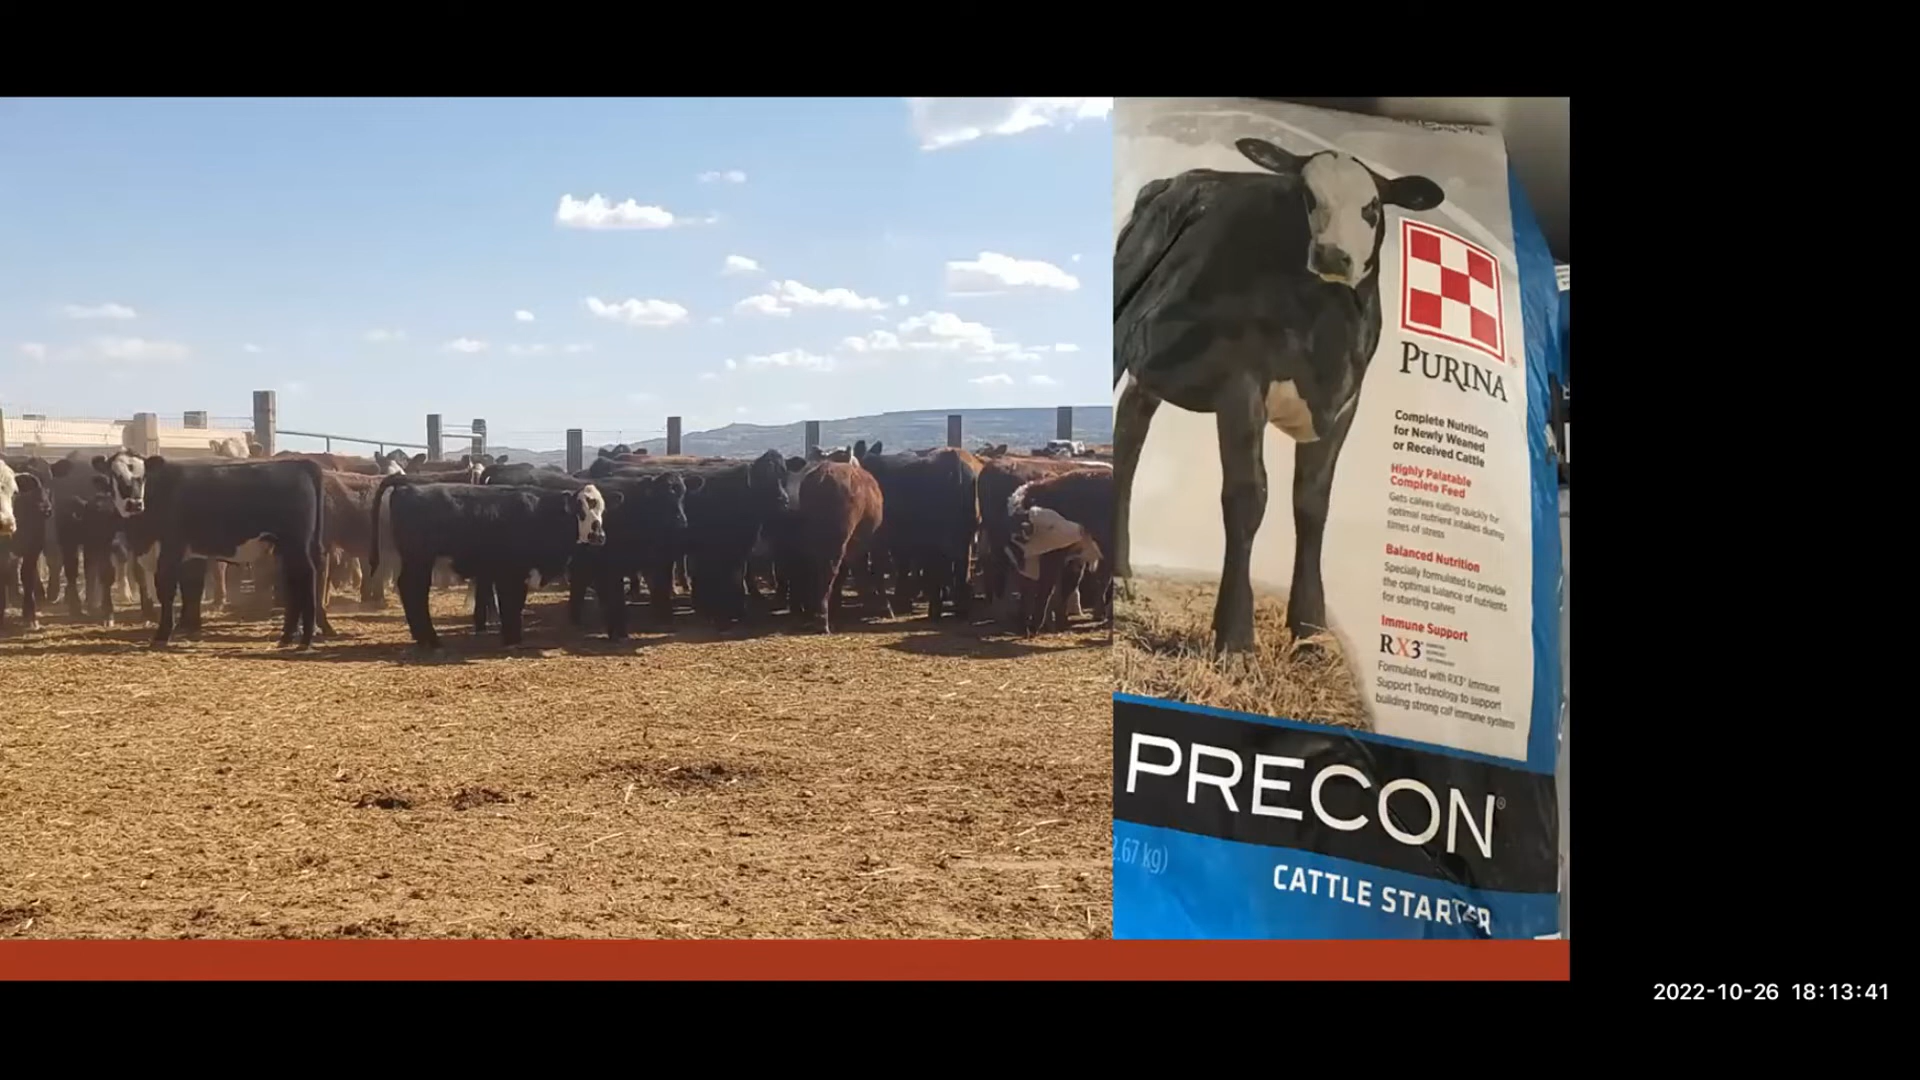 PURINA
Complete Nutrition
for Newly Weaned
or Received Cattle
Highly Palatable
Complete Feed
Gets calves eating quickly for
optimal nutrient intakes during
times of stress
Balanced Nutrition
Specially formulated to provide
the optimal balance of nutrients
for starting calves
Immune Support
RX3
Formulated with RX3® Immune
Support Technology to support
building strong calf immune systems
PRECON®
.67 kg)
CATTLE STARTER
2022-10-26 18:13:41